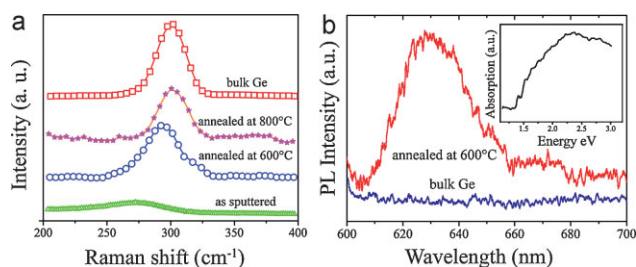 a
Intensity (a. u.)
bulk Ge
annealed at 800°C
annealed at 600°C
as sputtered
200 250 300 350 400
Raman shift (cm⁻¹)
b
PL Intensity (a.u.)
annealed at 600°C
bulk Ge
600 620 640 660 680 700
Wavelength (nm)
Absorption (a.u.)
1.5 2.0 2.5 3.0
Energy eV